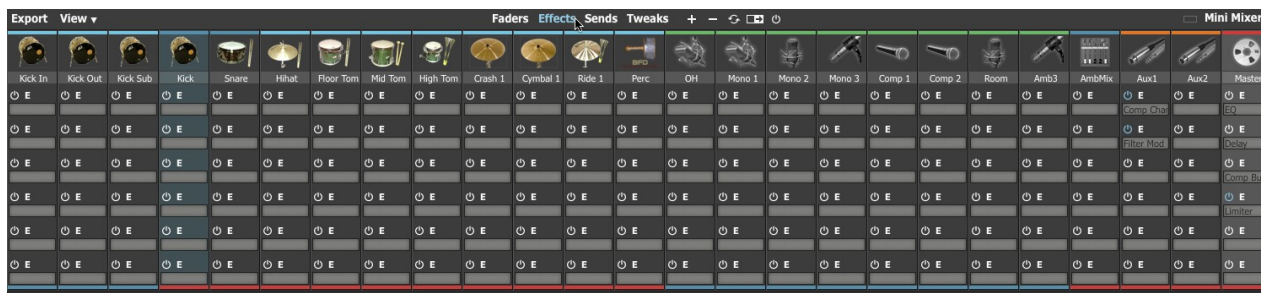 Export View ▾ Faders Effects Sends Tweaks + − Mini Mixer
BFD
Kick In Kick Out Kick Sub Kick Snare Hihat Floor Tom Mid Tom High Tom Crash 1 Cymbal 1 Ride 1 Perc OH Mono 1 Mono 2 Mono 3 Comp 1 Comp 2 Room Amb3 AmbMix Aux1 Aux2 Master
E E E E E E E E E E E E E E E E E E E E E E E E E
Comp Chan EQ
E E E E E E E E E E E E E E E E E E E E E E E E E
Filter Mod Delay
E E E E E E E E E E E E E E E E E E E E E E E E E
Comp Bu
E E E E E E E E E E E E E E E E E E E E E E E E E
Limiter
E E E E E E E E E E E E E E E E E E E E E E E E E
E E E E E E E E E E E E E E E E E E E E E E E E E